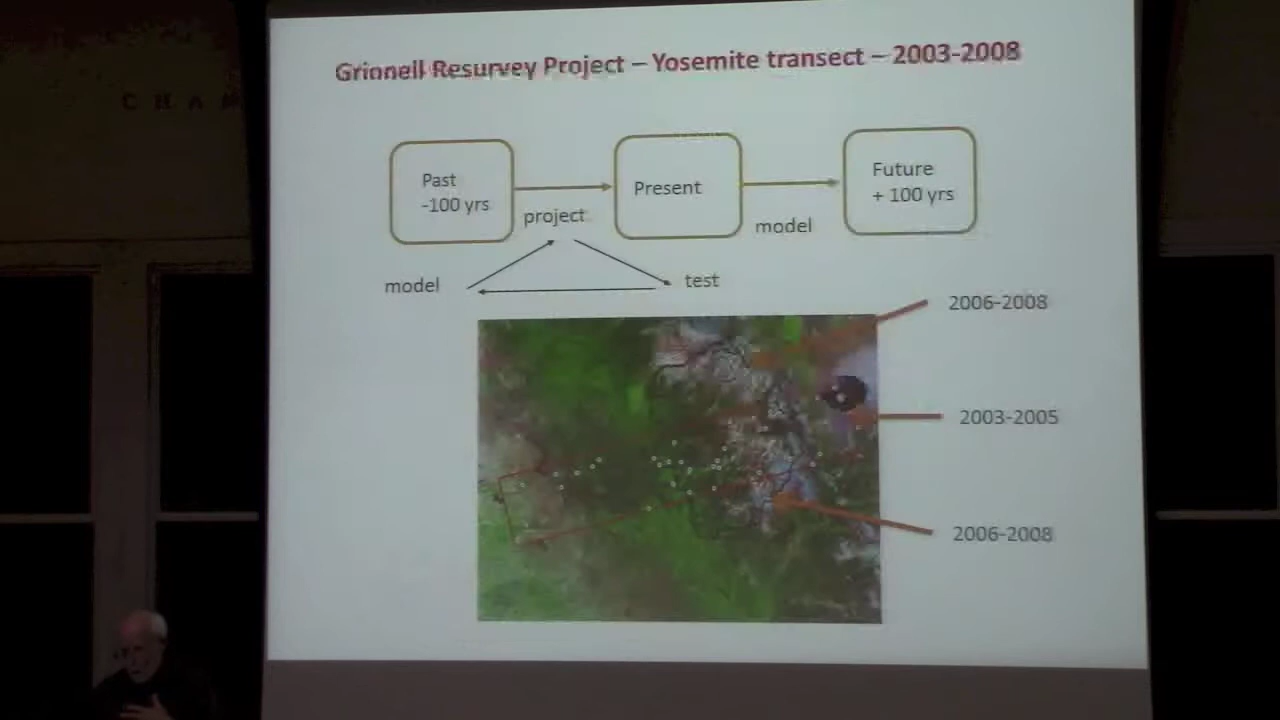 CHAM
Grinnell Resurvey Project – Yosemite transect – 2003-2008
Past
-100 yrs
project
Present
model
Future
+ 100 yrs
model
test
2006-2008
2003-2005
2006-2008